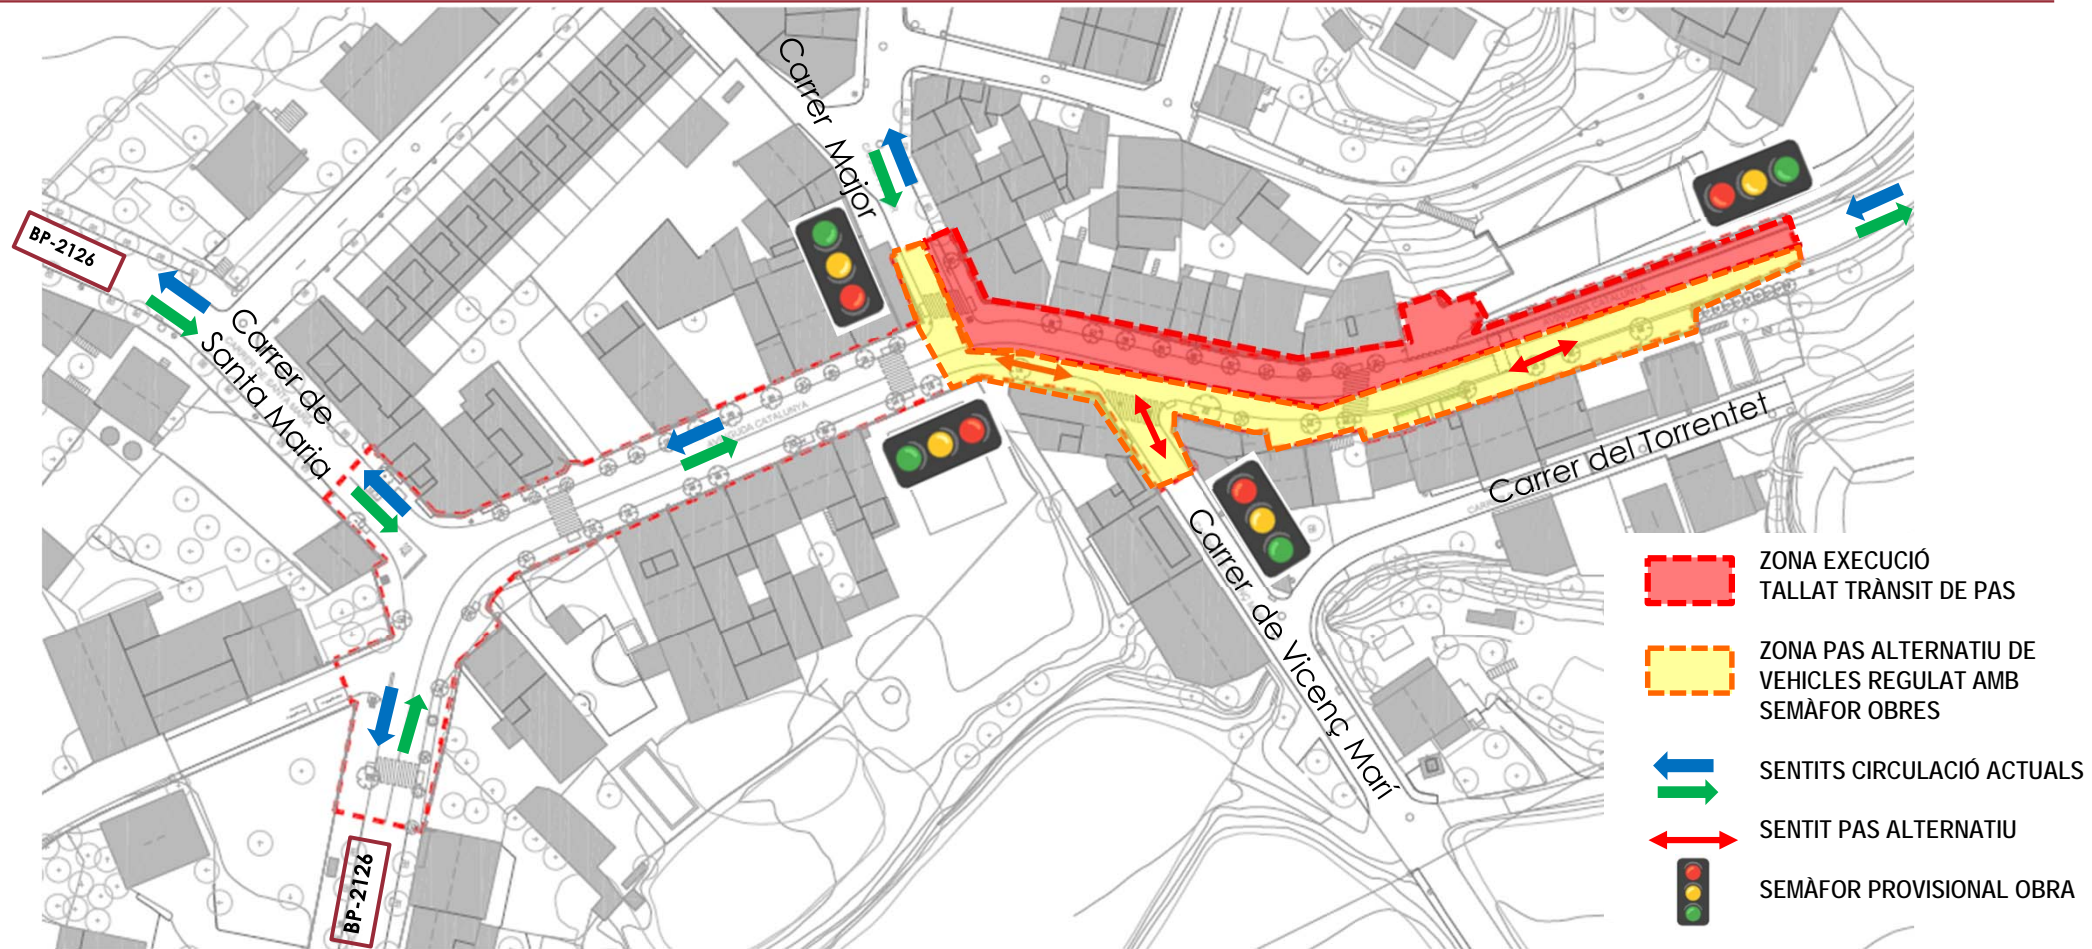 Carrer Major
BP-2126
Carrer de
Santa Maria
AVINGUDA CATALUNYA
Carrer del Torrentet
Carrer de Vicenç Marí
BP-2126
ZONA EXECUCIÓ
TALLAT TRÀNSIT DE PAS
ZONA PAS ALTERNATIU DE
VEHICLES REGULAT AMB
SEMÀFOR OBRES
SENTITS CIRCULACIÓ ACTUALS
SENTIT PAS ALTERNATIU
SEMÀFOR PROVISIONAL OBRA